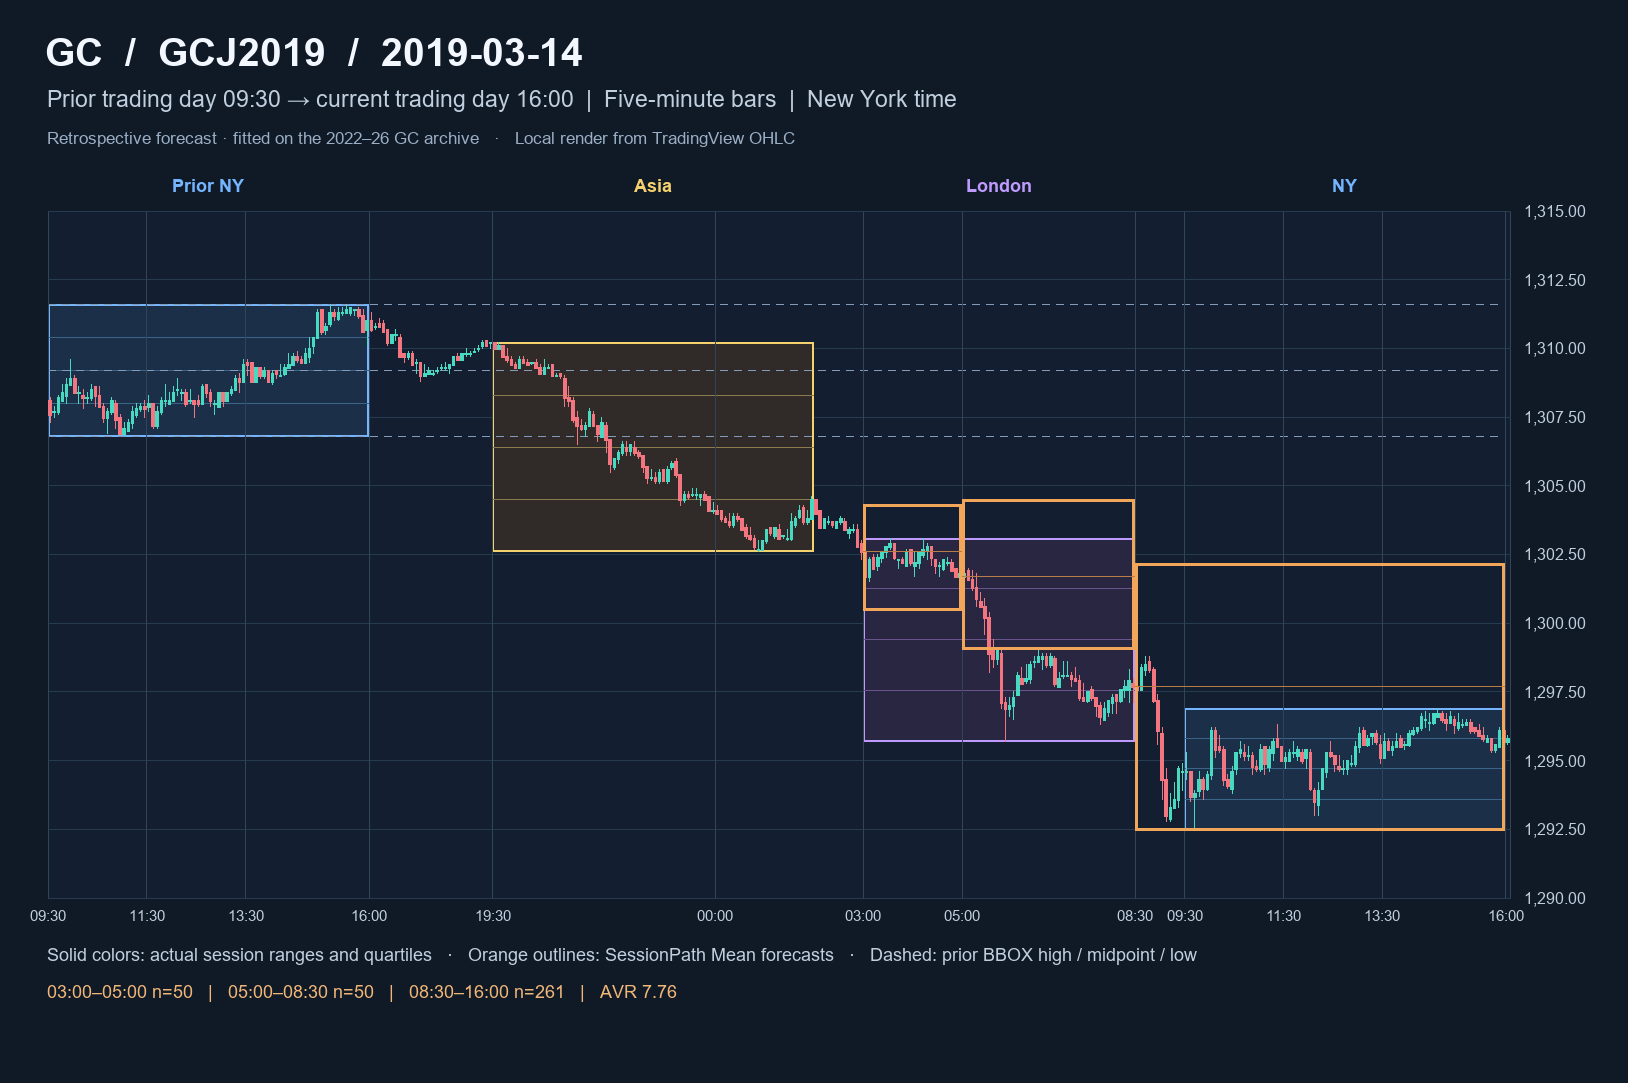 GC / GCJ2019 / 2019-03-14
Prior trading day 09:30 → current trading day 16:00 | Five-minute bars | New York time
Retrospective forecast · fitted on the 2022–26 GC archive · Local render from TradingView OHLC
Prior NY Asia London NY
1,315.00
1,312.50
1,310.00
1,307.50
1,305.00
1,302.50
1,300.00
1,297.50
1,295.00
1,292.50
1,290.00
09:30 11:30 13:30 16:00 19:30 00:00 03:00 05:00 08:30 09:30 11:30 13:30 16:00
Solid colors: actual session ranges and quartiles · Orange outlines: SessionPath Mean forecasts · Dashed: prior BBOX high / midpoint / low
03:00–05:00 n=50 | 05:00–08:30 n=50 | 08:30–16:00 n=261 | AVR 7.76